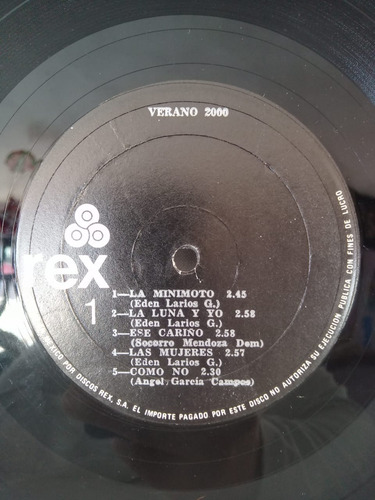 VERANO 2000
rex
1
1—LA MINIMOTO 2.45
(Eden Larios G.)
2—LA LUNA Y YO 2.58
(Eden Larios G.)
3—ESE CARIÑO 2.58
(Socorro Mendoza Dom)
4—LAS MUJERES 2.57
(Eden Larios G.)
5—COMO NO 2.30
(Angel García Campos)
POR DISCOS REX, S.A. EL IMPORTE PAGADO POR ESTE DISCO NO AUTORIZA SU EJECUCION PUBLICA CON FINES DE LUCRO